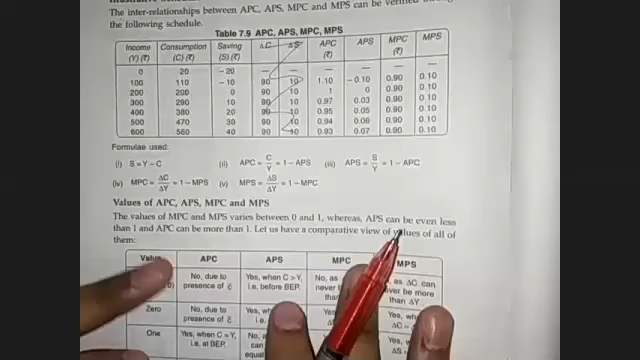 The inter-relationships between APC, APS, MPC and MPS can be verified
the following schedule.
Table 7.9 APC, APS, MPC, MPS
Income (Y) (₹) Consumption (C) (₹) Saving (S) (₹) ΔC ΔS APC (₹) APS MPC (₹) MPS
0 20 −20 — — — — — —
100 110 −10 90 10 1.10 −0.10 0.90 0.10
200 200 0 90 10 1 0 0.90 0.10
300 290 10 90 10 0.97 0.03 0.90 0.10
400 380 20 90 10 0.95 0.05 0.90 0.10
500 470 30 90 10 0.94 0.06 0.90 0.10
600 560 40 90 10 0.93 0.07 0.90 0.10
Formulae used:
(i) S = Y − C (ii) APC = C/Y = 1 − APS (iii) APS = S/Y = 1 − APC
(iv) MPC = ΔC/ΔY = 1 − MPS (v) MPS = ΔS/ΔY = 1 − MPC
Values of APC, APS, MPC and MPS
The values of MPC and MPS varies between 0 and 1, whereas, APS can be even less
than 1 and APC can be more than 1. Let us have a comparative view of values of all of
them:
Value APC APS MPC MPS
No, due to Yes, when C > Y, No, as as ΔC can
presence of c̄ i.e. before BEP. never be more
than ΔY.
Zero No, due to Yes,
presence of c̄ i.e. ΔC =
One Yes, when C = Y, No,
i.e. at BEP. can ΔS
equal